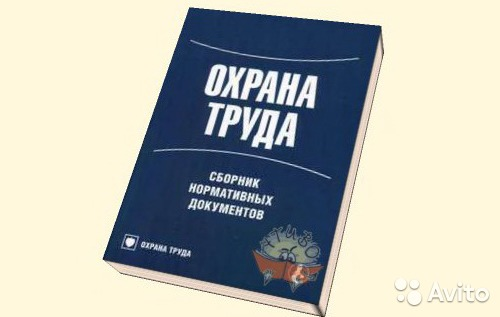 ОХРАНА
ТРУДА
СБОРНИК
НОРМАТИВНЫХ
ДОКУМЕНТОВ
ОХРАНА ТРУДА
Avito